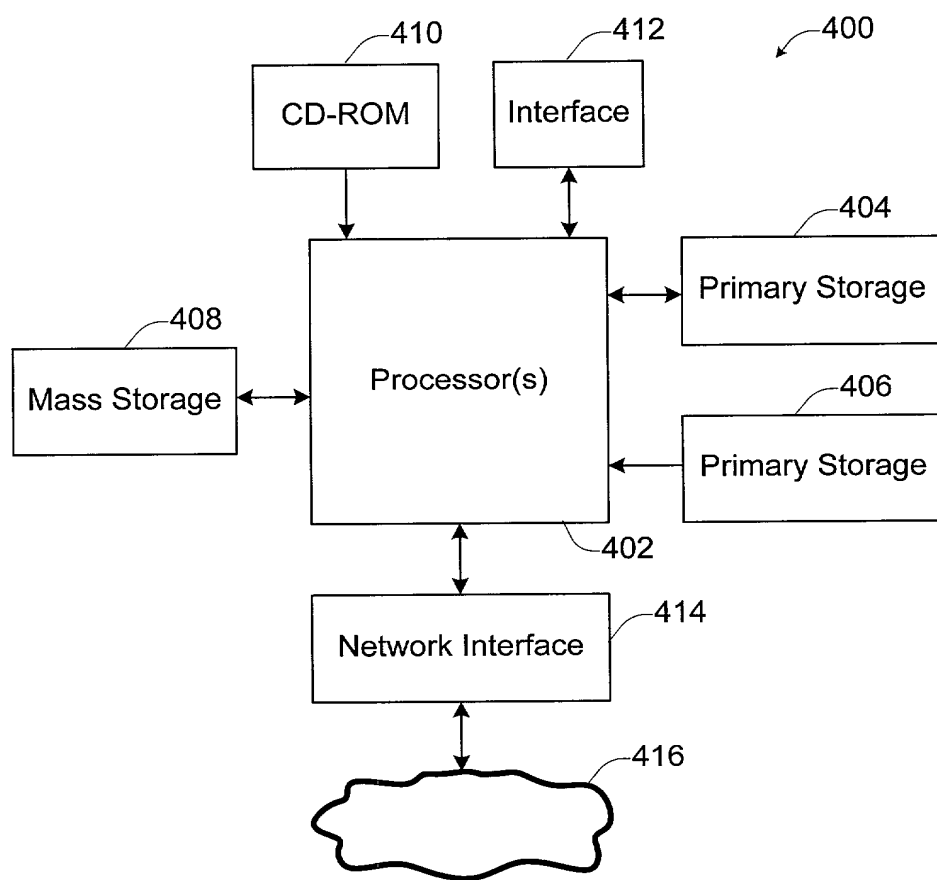 410
412
400
CD-ROM
Interface
404
Primary Storage
408
Mass Storage
Processor(s)
406
Primary Storage
402
Network Interface
414
416